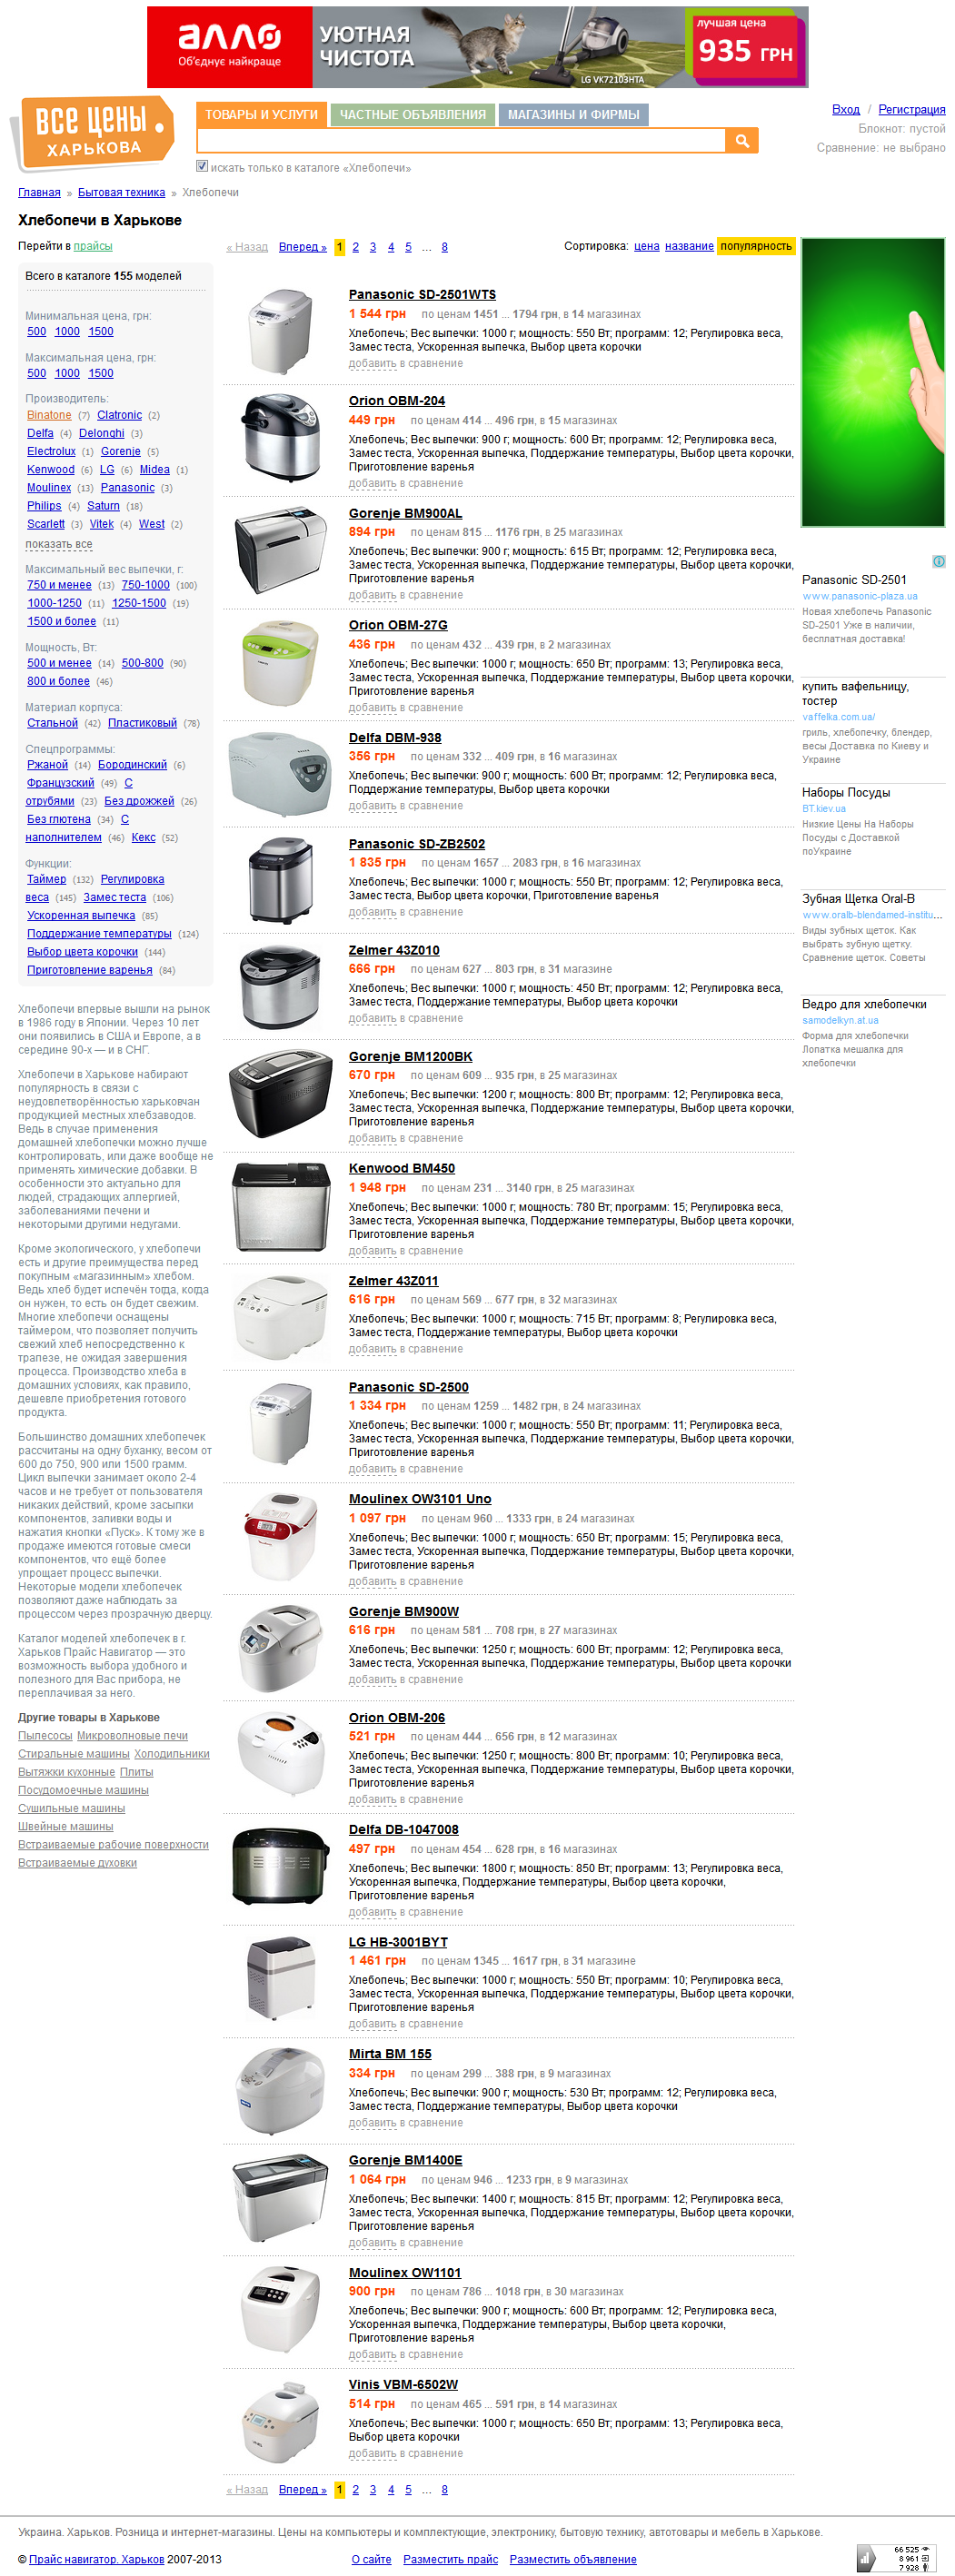 алло
Об'єднує найкраще
УЮТНАЯ
ЧИСТОТА
LG VK72103HTA
лучшая цена
935 ГРН
ВСЕ ЦЕНЫ
ХАРЬКОВА
ТОВАРЫ И УСЛУГИ ЧАСТНЫЕ ОБЪЯВЛЕНИЯ МАГАЗИНЫ И ФИРМЫ
искать только в каталоге «Хлебопечи»
Вход / Регистрация
Блокнот: пустой
Сравнение: не выбрано
Главная » Бытовая техника » Хлебопечи
Хлебопечи в Харькове
Перейти в прайсы
Всего в каталоге 155 моделей
Минимальная цена, грн:
500 1000 1500
Максимальная цена, грн:
500 1000 1500
Производитель:
Binatone (7) Clatronic (2)
Delfa (4) Delonghi (3)
Electrolux (1) Gorenje (5)
Kenwood (6) LG (6) Midea (1)
Moulinex (13) Panasonic (3)
Philips (4) Saturn (18)
Scarlett (3) Vitek (4) West (2)
показать все
Максимальный вес выпечки, г:
750 и менее (13) 750-1000 (100)
1000-1250 (11) 1250-1500 (19)
1500 и более (11)
Мощность, Вт:
500 и менее (14) 500-800 (90)
800 и более (46)
Материал корпуса:
Стальной (42) Пластиковый (78)
Спецпрограммы:
Ржаной (14) Бородинский (6)
Французский (49) С
отрубями (23) Без дрожжей (26)
Без глютена (34) С
наполнителем (46) Кекс (52)
Функции:
Таймер (132) Регулировка
веса (145) Замес теста (106)
Ускоренная выпечка (85)
Поддержание температуры (124)
Выбор цвета корочки (144)
Приготовление варенья (84)
Хлебопечи впервые вышли на рынок
в 1986 году в Японии. Через 10 лет
они появились в США и Европе, а в
середине 90-х — и в СНГ.
Хлебопечи в Харькове набирают
популярность в связи с
неудовлетворённостью харьковчан
продукцией местных хлебзаводов.
Ведь в случае применения
домашней хлебопечки можно лучше
контролировать, или даже вообще не
применять химические добавки. В
особенности это актуально для
людей, страдающих аллергией,
заболеваниями печени и
некоторыми другими недугами.
Кроме экологического, у хлебопечи
есть и другие преимущества перед
покупным «магазинным» хлебом.
Ведь хлеб будет испечён тогда, когда
он нужен, то есть он будет свежим.
Многие хлебопечи оснащены
таймером, что позволяет получить
свежий хлеб непосредственно к
трапезе, не ожидая завершения
процесса. Производство хлеба в
домашних условиях, как правило,
дешевле приобретения готового
продукта.
Большинство домашних хлебопечек
рассчитаны на одну буханку, весом от
600 до 750, 900 или 1500 грамм.
Цикл выпечки занимает около 2-4
часов и не требует от пользователя
никаких действий, кроме засыпки
компонентов, заливки воды и
нажатия кнопки «Пуск». К тому же в
продаже имеются готовые смеси
компонентов, что ещё более
упрощает процесс выпечки.
Некоторые модели хлебопечек
позволяют даже наблюдать за
процессом через прозрачную дверцу.
Каталог моделей хлебопечек в г.
Харьков Прайс Навигатор — это
возможность выбора удобного и
полезного для Вас прибора, не
переплачивая за него.
Другие товары в Харькове
Пылесосы Микроволновые печи
Стиральные машины Холодильники
Вытяжки кухонные Плиты
Посудомоечные машины
Сушильные машины
Швейные машины
Встраиваемые рабочие поверхности
Встраиваемые духовки
« Назад Вперед » 1 2 3 4 5 ... 8
Сортировка: цена название популярность
Panasonic SD-2501WTS
1 544 грн по ценам 1451 ... 1794 грн, в 14 магазинах
Хлебопечь; Вес выпечки: 1000 г; мощность: 550 Вт; программ: 12; Регулировка веса,
Замес теста, Ускоренная выпечка, Выбор цвета корочки
добавить в сравнение
Orion OBM-204
449 грн по ценам 414 ... 496 грн, в 15 магазинах
Хлебопечь; Вес выпечки: 900 г; мощность: 600 Вт; программ: 12; Регулировка веса,
Замес теста, Ускоренная выпечка, Поддержание температуры, Выбор цвета корочки,
Приготовление варенья
добавить в сравнение
Gorenje BM900AL
894 грн по ценам 815 ... 1176 грн, в 25 магазинах
Хлебопечь; Вес выпечки: 900 г; мощность: 615 Вт; программ: 12; Регулировка веса,
Замес теста, Ускоренная выпечка, Поддержание температуры, Выбор цвета корочки,
Приготовление варенья
добавить в сравнение
Orion OBM-27G
436 грн по ценам 432 ... 439 грн, в 2 магазинах
Хлебопечь; Вес выпечки: 1000 г; мощность: 650 Вт; программ: 13; Регулировка веса,
Замес теста, Ускоренная выпечка, Поддержание температуры, Выбор цвета корочки,
Приготовление варенья
добавить в сравнение
Delfa DBM-938
356 грн по ценам 332 ... 409 грн, в 16 магазинах
Хлебопечь; Вес выпечки: 900 г; мощность: 600 Вт; программ: 12; Регулировка веса,
Поддержание температуры, Выбор цвета корочки
добавить в сравнение
Panasonic SD-ZB2502
1 835 грн по ценам 1657 ... 2083 грн, в 16 магазинах
Хлебопечь; Вес выпечки: 1000 г; мощность: 550 Вт; программ: 12; Регулировка веса,
Замес теста, Выбор цвета корочки, Приготовление варенья
добавить в сравнение
Zelmer 43Z010
666 грн по ценам 627 ... 803 грн, в 31 магазине
Хлебопечь; Вес выпечки: 1000 г; мощность: 450 Вт; программ: 12; Регулировка веса,
Замес теста, Поддержание температуры, Выбор цвета корочки
добавить в сравнение
Gorenje BM1200BK
670 грн по ценам 609 ... 935 грн, в 25 магазинах
Хлебопечь; Вес выпечки: 1200 г; мощность: 800 Вт; программ: 12; Регулировка веса,
Замес теста, Ускоренная выпечка, Поддержание температуры, Выбор цвета корочки,
Приготовление варенья
добавить в сравнение
Kenwood BM450
1 948 грн по ценам 231 ... 3140 грн, в 25 магазинах
Хлебопечь; Вес выпечки: 1000 г; мощность: 780 Вт; программ: 15; Регулировка веса,
Замес теста, Ускоренная выпечка, Поддержание температуры, Выбор цвета корочки,
Приготовление варенья
добавить в сравнение
Zelmer 43Z011
616 грн по ценам 569 ... 677 грн, в 32 магазинах
Хлебопечь; Вес выпечки: 1000 г; мощность: 715 Вт; программ: 8; Регулировка веса,
Замес теста, Поддержание температуры, Выбор цвета корочки
добавить в сравнение
Panasonic SD-2500
1 334 грн по ценам 1259 ... 1482 грн, в 24 магазинах
Хлебопечь; Вес выпечки: 1000 г; мощность: 550 Вт; программ: 11; Регулировка веса,
Замес теста, Ускоренная выпечка, Поддержание температуры, Выбор цвета корочки,
Приготовление варенья
добавить в сравнение
Moulinex OW3101 Uno
1 097 грн по ценам 960 ... 1333 грн, в 24 магазинах
Хлебопечь; Вес выпечки: 1000 г; мощность: 650 Вт; программ: 15; Регулировка веса,
Замес теста, Ускоренная выпечка, Поддержание температуры, Выбор цвета корочки,
Приготовление варенья
добавить в сравнение
Gorenje BM900W
616 грн по ценам 581 ... 708 грн, в 27 магазинах
Хлебопечь; Вес выпечки: 1250 г; мощность: 600 Вт; программ: 12; Регулировка веса,
Замес теста, Ускоренная выпечка, Поддержание температуры, Выбор цвета корочки
добавить в сравнение
Orion OBM-206
521 грн по ценам 444 ... 656 грн, в 12 магазинах
Хлебопечь; Вес выпечки: 1250 г; мощность: 800 Вт; программ: 10; Регулировка веса,
Замес теста, Ускоренная выпечка, Поддержание температуры, Выбор цвета корочки,
Приготовление варенья
добавить в сравнение
Delfa DB-1047008
497 грн по ценам 454 ... 628 грн, в 16 магазинах
Хлебопечь; Вес выпечки: 1800 г; мощность: 850 Вт; программ: 13; Регулировка веса,
Ускоренная выпечка, Поддержание температуры, Выбор цвета корочки,
Приготовление варенья
добавить в сравнение
LG HB-3001BYT
1 461 грн по ценам 1345 ... 1617 грн, в 31 магазине
Хлебопечь; Вес выпечки: 1000 г; мощность: 550 Вт; программ: 10; Регулировка веса,
Замес теста, Ускоренная выпечка, Поддержание температуры, Выбор цвета корочки,
Приготовление варенья
добавить в сравнение
Mirta BM 155
334 грн по ценам 299 ... 388 грн, в 9 магазинах
Хлебопечь; Вес выпечки: 900 г; мощность: 530 Вт; программ: 12; Регулировка веса,
Замес теста, Поддержание температуры, Выбор цвета корочки
добавить в сравнение
Gorenje BM1400E
1 064 грн по ценам 946 ... 1233 грн, в 9 магазинах
Хлебопечь; Вес выпечки: 1400 г; мощность: 815 Вт; программ: 12; Регулировка веса,
Замес теста, Ускоренная выпечка, Поддержание температуры, Выбор цвета корочки,
Приготовление варенья
добавить в сравнение
Moulinex OW1101
900 грн по ценам 786 ... 1018 грн, в 30 магазинах
Хлебопечь; Вес выпечки: 900 г; мощность: 600 Вт; программ: 12; Регулировка веса,
Ускоренная выпечка, Поддержание температуры, Выбор цвета корочки,
Приготовление варенья
добавить в сравнение
Vinis VBM-6502W
514 грн по ценам 465 ... 591 грн, в 14 магазинах
Хлебопечь; Вес выпечки: 1000 г; мощность: 650 Вт; программ: 13; Регулировка веса,
Выбор цвета корочки
добавить в сравнение
« Назад Вперед » 1 2 3 4 5 ... 8
Panasonic SD-2501
www.panasonic-plaza.ua
Новая хлебопечь Panasonic
SD-2501 Уже в наличии,
бесплатная доставка!
купить вафельницу,
тостер
vaffelka.com.ua/
гриль, хлебопечку, блендер,
весы Доставка по Киеву и
Украине
Наборы Посуды
BT.kiev.ua
Низкие Цены На Наборы
Посуды с Доставкой
поУкраине
Зубная Щетка Oral-B
www.oralb-blendamed-institu...
Виды зубных щеток. Как
выбрать зубную щетку.
Сравнение щеток. Советы
Ведро для хлебопечки
samodelkyn.at.ua
Форма для хлебопечки
Лопатка мешалка для
хлебопечки
Украина. Харьков. Розница и интернет-магазины. Цены на компьютеры и комплектующие, электронику, бытовую технику, автотовары и мебель в Харькове.
© Прайс навигатор. Харьков 2007-2013
О сайте Разместить прайс Разместить объявление
66 525
8 961
7 928